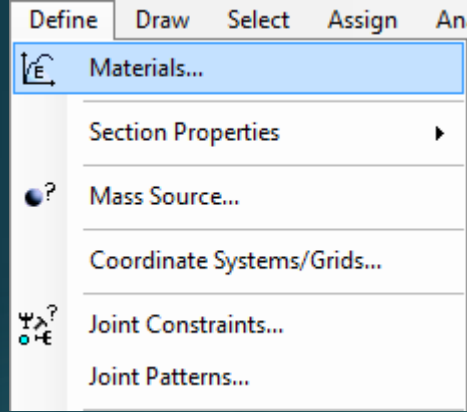 Define Draw Select Assign An
Materials...
Section Properties
Mass Source...
Coordinate Systems/Grids...
Joint Constraints...
Joint Patterns...